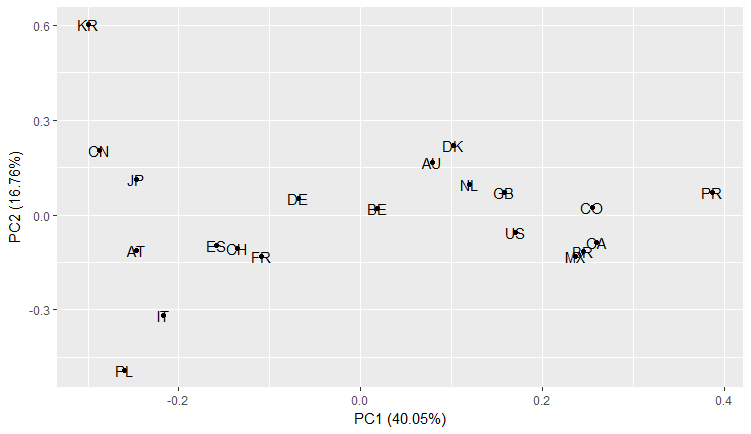 0.6
KR
0.3
CN
DK
AU
JP
NL
DE
GB
PR
BE
CO
0.0
US
ES
CH
CA
AT
FR
BR
MX
-0.3
IT
PL
-0.2
0.0
0.2
0.4
PC1 (40.05%)
PC2 (16.76%)